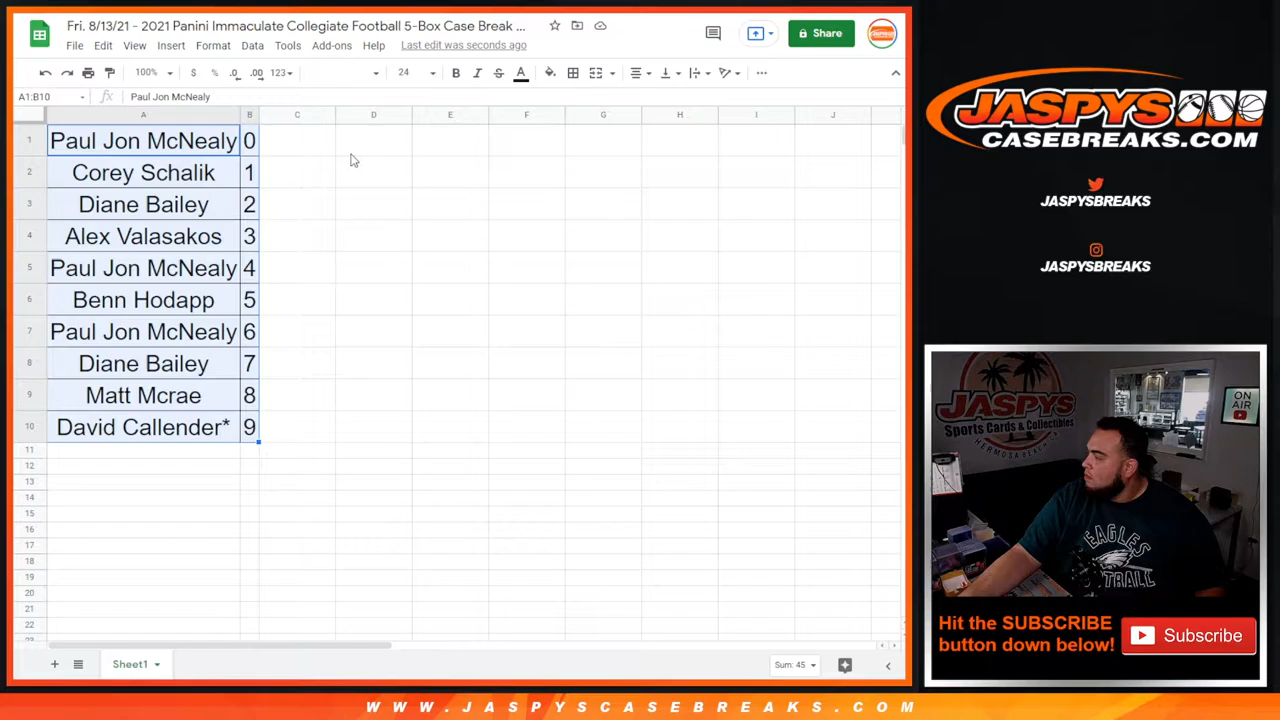 Fri. 8/13/21 - 2021 Panini Immaculate Collegiate Football 5-Box Case Break ...
File Edit View Insert Format Data Tools Add-ons Help Last edit was seconds ago
Share
100% $ % .0 .00 123 24 B I S A
A1:B10 fx Paul Jon McNealy
A B C D E F G H I J
1 Paul Jon McNealy 0
2 Corey Schalik 1
3 Diane Bailey 2
4 Alex Valasakos 3
5 Paul Jon McNealy 4
6 Benn Hodapp 5
7 Paul Jon McNealy 6
8 Diane Bailey 7
9 Matt Mcrae 8
10 David Callender* 9
11
12
13
14
15
16
17
18
19
20
21
22
23
Sheet1
Sum: 45
JASPYS
CASEBREAKS.COM
JASPYSBREAKS
JASPYSBREAKS
JASPYS
Sports Cards & Collectibles
HERMOSA BEACH, CA
ON AIR
EAGLES
FOOTBALL
Hit the SUBSCRIBE
button down below!
Subscribe
WWW.JASPYSCASEBREAKS.COM